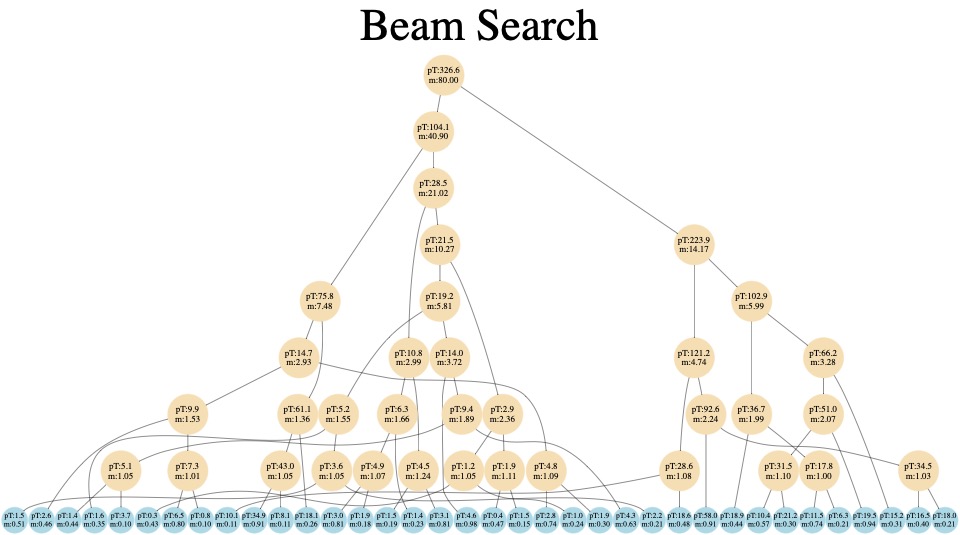 Beam Search
pT:326.6
m:80.00
pT:104.1
m:40.90
pT:28.5
m:21.02
pT:21.5
m:10.27
pT:223.9
m:14.17
pT:75.8
m:7.48
pT:19.2
m:5.81
pT:102.9
m:5.99
pT:14.7
m:2.93
pT:10.8
m:2.99
pT:14.0
m:3.72
pT:121.2
m:4.74
pT:66.2
m:3.28
pT:9.9
m:1.53
pT:61.1
m:1.36
pT:5.2
m:1.55
pT:6.3
m:1.66
pT:9.4
m:1.89
pT:2.9
m:2.36
pT:92.6
m:2.24
pT:36.7
m:1.99
pT:51.0
m:2.07
pT:5.1
m:1.05
pT:7.3
m:1.01
pT:43.0
m:1.05
pT:3.6
m:1.05
pT:4.9
m:1.07
pT:4.5
m:1.24
pT:1.2
m:1.05
pT:1.9
m:1.11
pT:4.8
m:1.09
pT:28.6
m:1.08
pT:31.5
m:1.10
pT:17.8
m:1.00
pT:34.5
m:1.03
pT:1.5
m:0.51
pT:2.6
m:0.46
pT:1.4
m:0.44
pT:1.6
m:0.35
pT:3.7
m:0.10
pT:0.3
m:0.43
pT:6.5
m:0.80
pT:0.8
m:0.10
pT:10.1
m:0.11
pT:34.9
m:0.91
pT:8.1
m:0.11
pT:18.1
m:0.26
pT:3.0
m:0.81
pT:1.9
m:0.18
pT:1.5
m:0.19
pT:1.4
m:0.23
pT:3.1
m:0.81
pT:4.6
m:0.98
pT:0.4
m:0.47
pT:1.5
m:0.15
pT:2.8
m:0.74
pT:1.0
m:0.24
pT:1.9
m:0.30
pT:4.3
m:0.63
pT:2.2
m:0.21
pT:18.6
m:0.48
pT:58.0
m:0.91
pT:18.9
m:0.44
pT:10.4
m:0.57
pT:21.2
m:0.30
pT:11.5
m:0.74
pT:6.3
m:0.21
pT:19.5
m:0.94
pT:15.2
m:0.31
pT:16.5
m:0.40
pT:18.0
m:0.21